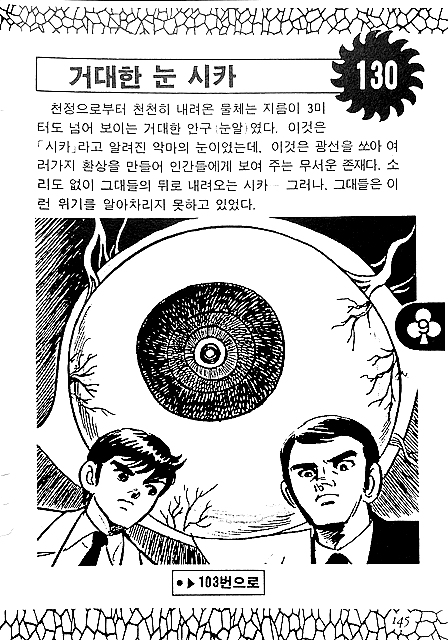 거대한 눈 시카
130
천정으로부터 천천히 내려온 물체는 지름이 3미
터도 넘어 보이는 거대한 안구(눈알)였다. 이것은
「시카」라고 알려진 악마의 눈이었는데, 이것은 광선을 쏘아 여
러가지 환상을 만들어 인간들에게 보여 주는 무서운 존재다. 소
리도 없이 그대들의 뒤로 내려오는 시카 - 그러나, 그대들은 이
런 위기를 알아차리지 못하고 있었다.
9
●▶103번으로
145